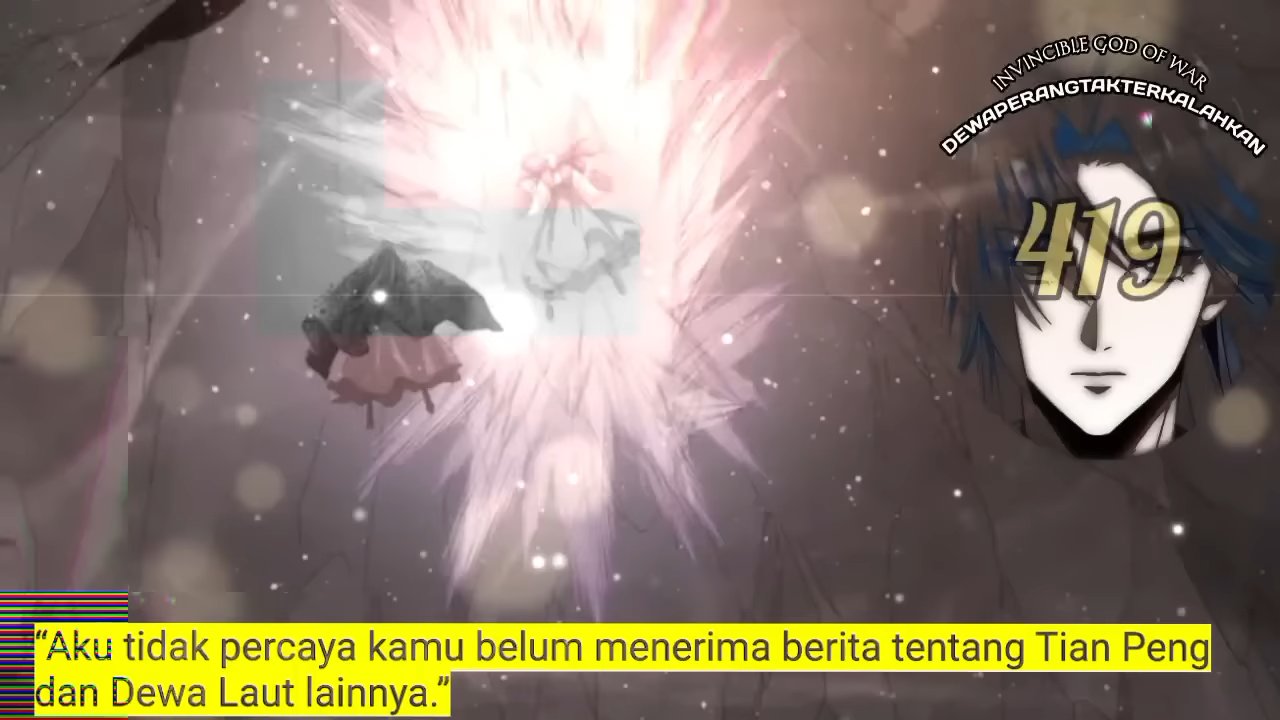 INVINCIBLE GOD OF WAR
DEWAPERANGTAKTERKALAHKAN
419
“Aku tidak percaya kamu belum menerima berita tentang Tian Peng
dan Dewa Laut lainnya.”